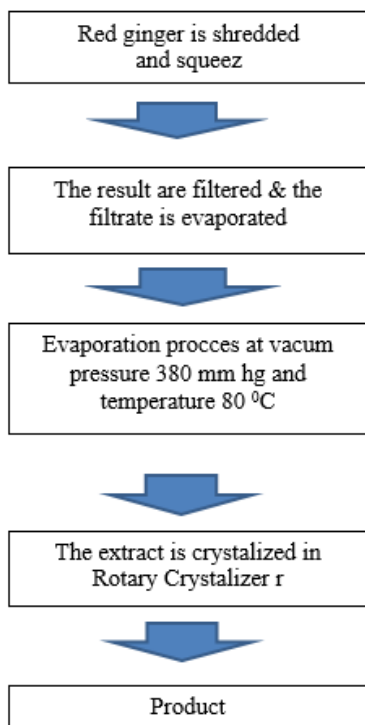 Red ginger is shredded
and squeez
The result are filtered & the
filtrate is evaporated
Evaporation procces at vacum
pressure 380 mm hg and
temperature 80 ⁰C
The extract is crystalized in
Rotary Crystalizer r
Product